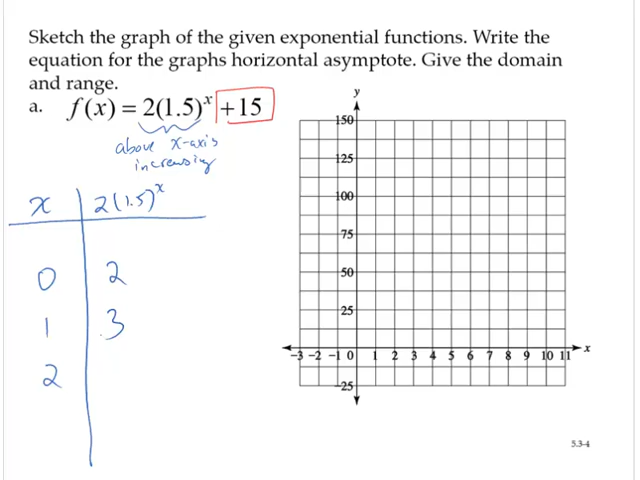 Sketch the graph of the given exponential functions. Write the
equation for the graphs horizontal asymptote. Give the domain
and range.
a. f(x) = 2(1.5)^x +15
above x-axis
increasing
x 2(1.5)^x
0 2
1 3
2
y
150
125
100
75
50
25
-3 -2 -1 0 1 2 3 4 5 6 7 8 9 10 11 x
-25
5.3-4